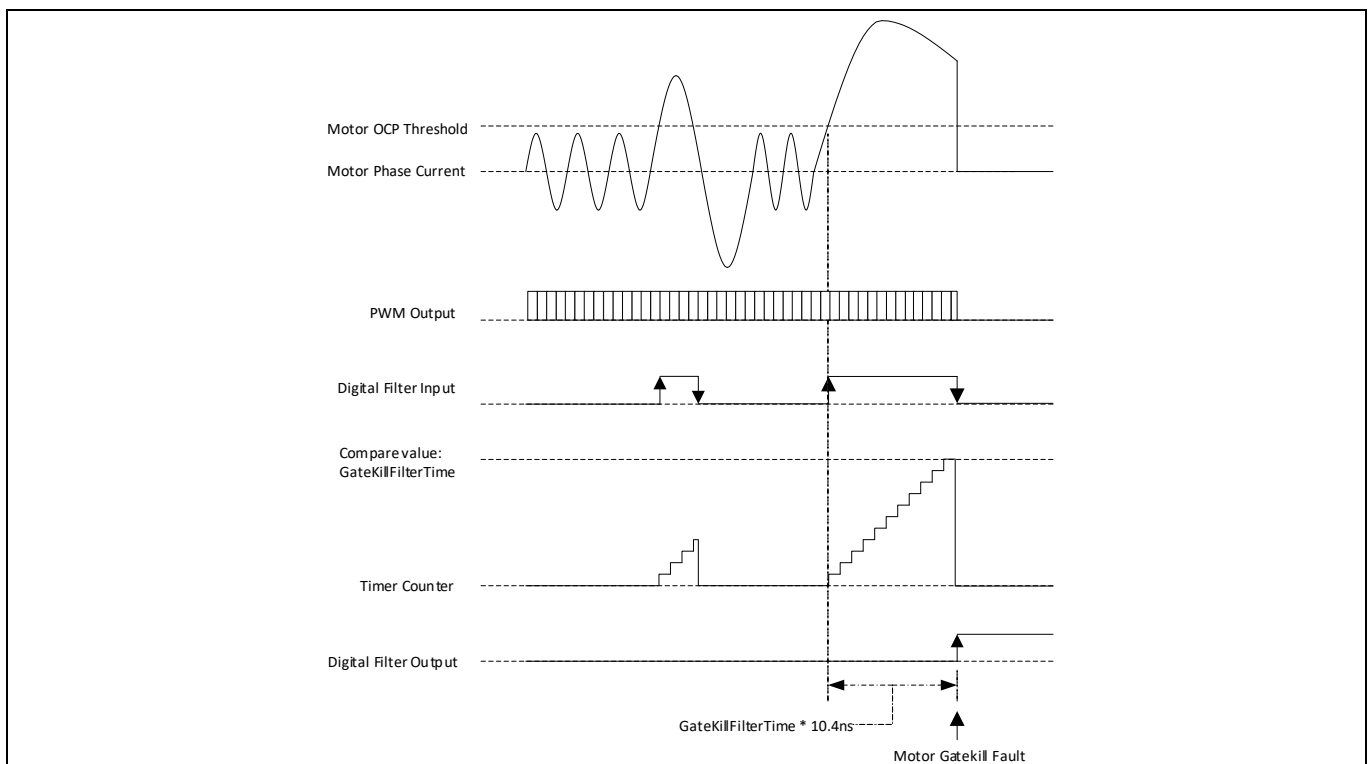 Motor OCP Threshold
Motor Phase Current
PWM Output
Digital Filter Input
Compare value:
GateKillFilterTime
Timer Counter
Digital Filter Output
GateKillFilterTime * 10.4ns
Motor Gatekill Fault